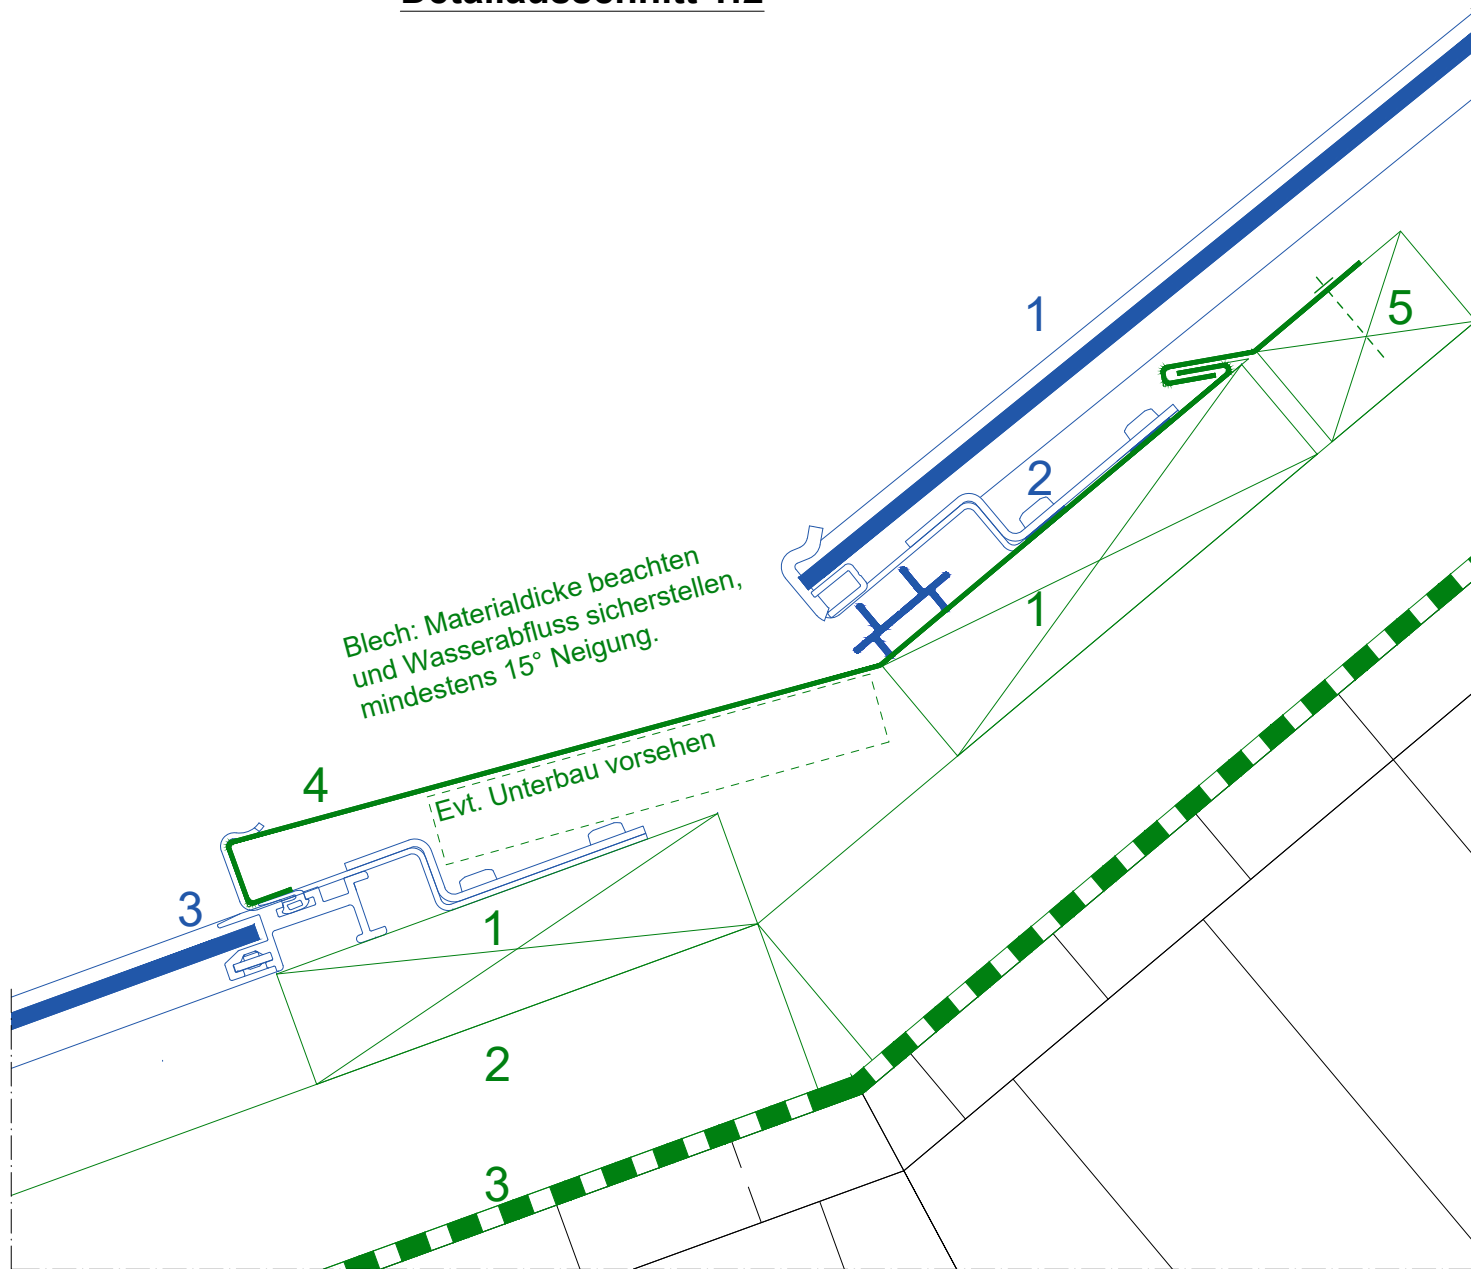 1
5
2
1
Blech: Materialdicke beachten
und Wasserabfluss sicherstellen,
mindestens 15° Neigung.
Evt. Unterbau vorsehen
4
3
1
2
3